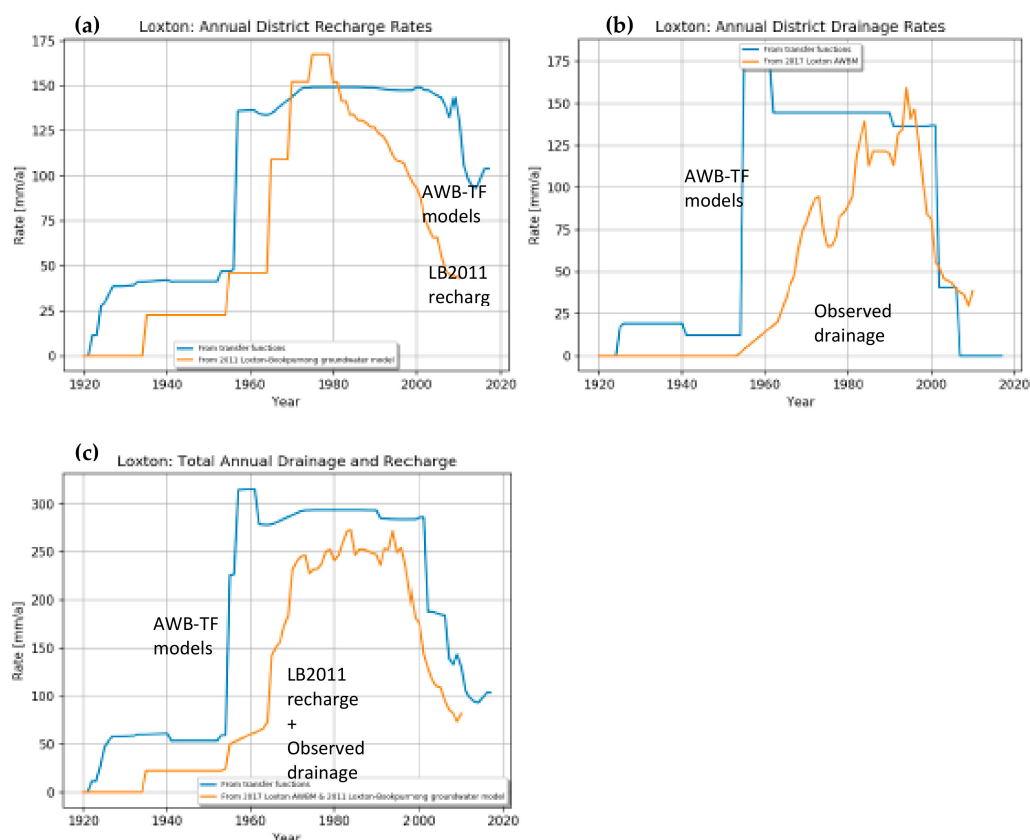 (a)
Loxton: Annual District Recharge Rates
175
150
125
100
75
50
25
0
Rate [mm/a]
AWB-TF
models
LB2011
recharg
From transfer functions
From 2011 Loxton-Bookpurnong groundwater model
1920
1940
1960
1980
2000
2020
Year
(b)
Loxton: Annual District Drainage Rates
From transfer functions
From 2017 Loxton AWBM
175
150
125
100
75
50
25
0
Rate [mm/a]
AWB-TF
models
Observed
drainage
1920
1940
1960
1980
2000
2020
Year
(c)
Loxton: Total Annual Drainage and Recharge
300
250
200
150
100
50
0
Rate [mm/a]
AWB-TF
models
LB2011
recharge
+
Observed
drainage
From transfer functions
From 2017 Loxton AWBM & 2011 Loxton-Bookpurnong groundwater model
1920
1940
1960
1980
2000
2020
Year